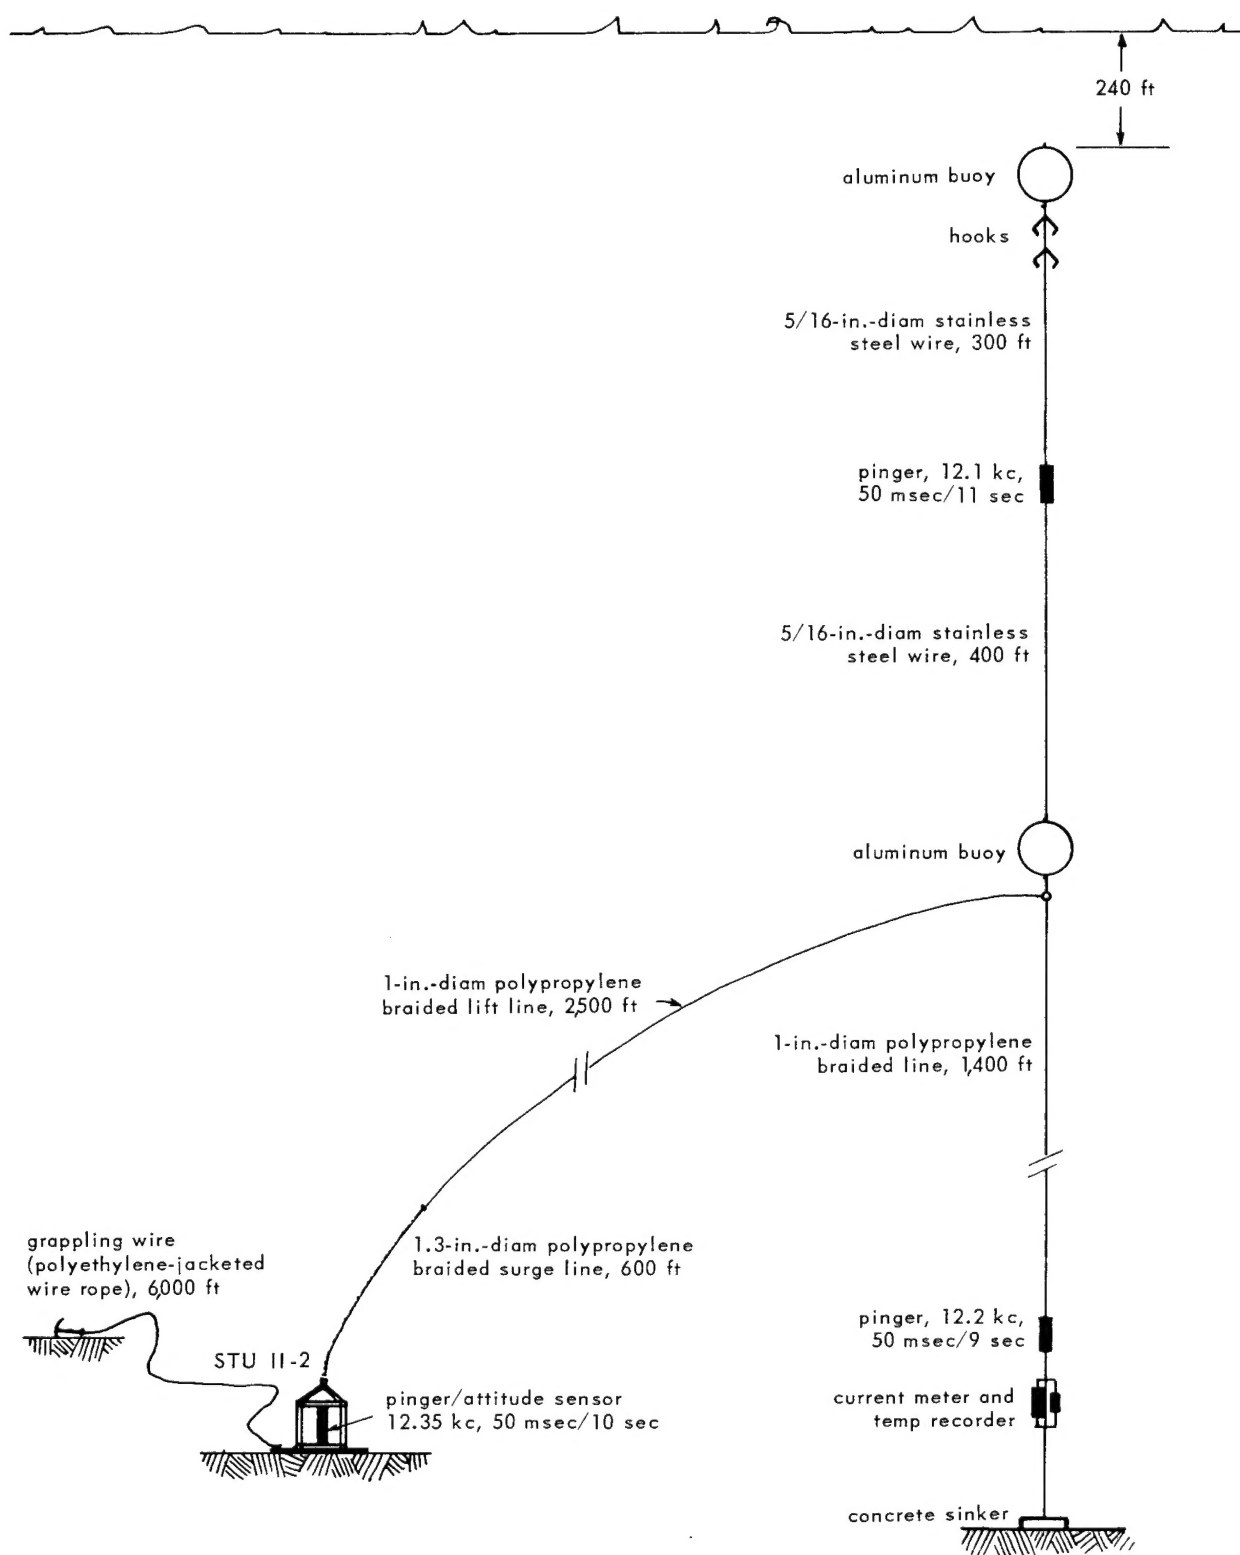 240 ft
aluminum buoy
hooks
5/16-in.-diam stainless
steel wire, 300 ft
pinger, 12.1 kc,
50 msec/11 sec
5/16-in.-diam stainless
steel wire, 400 ft
aluminum buoy
1-in.-diam polypropylene
braided lift line, 2,500 ft
1-in.-diam polypropylene
braided line, 1,400 ft
1.3-in.-diam polypropylene
braided surge line, 600 ft
grappling wire
(polyethylene-jacketed
wire rope), 6,000 ft
STU II-2
pinger/attitude sensor
12.35 kc, 50 msec/10 sec
pinger, 12.2 kc,
50 msec/9 sec
current meter and
temp recorder
concrete sinker